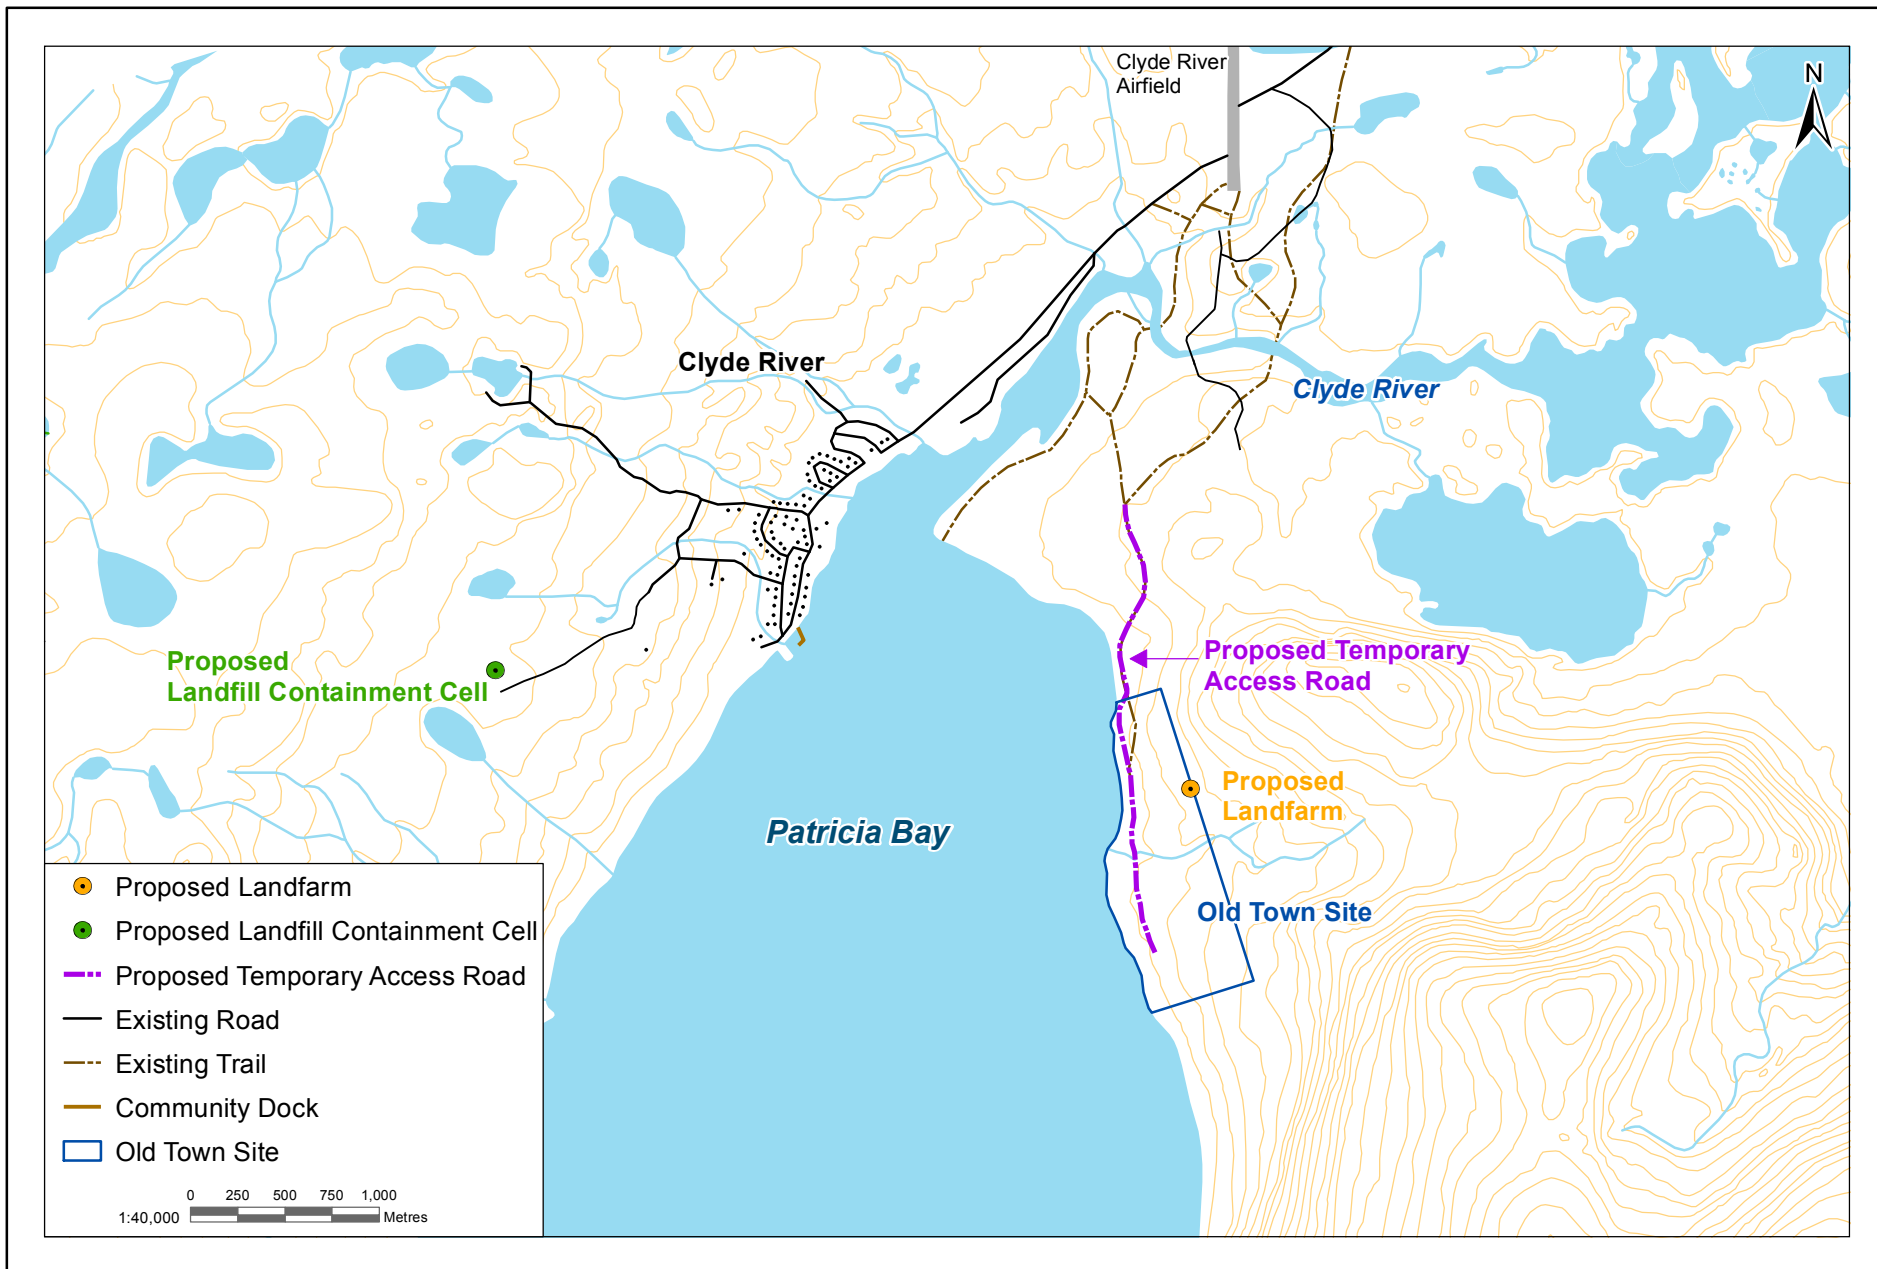 Clyde River
Airfield
N
Clyde River
Clyde River
Proposed
Landfill Containment Cell
Proposed Temporary
Access Road
Proposed
Landfarm
Patricia Bay
Old Town Site
Proposed Landfarm
Proposed Landfill Containment Cell
Proposed Temporary Access Road
Existing Road
Existing Trail
Community Dock
Old Town Site
0 250 500 750 1,000
1:40,000 Metres